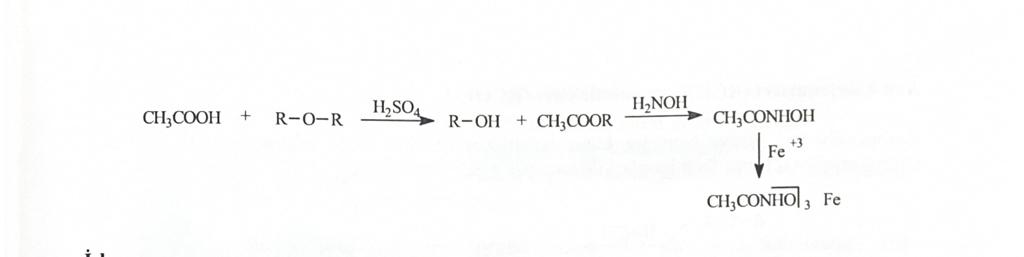 CH₃COOH + R-O-R H₂SO₄ R-OH + CH₃COOR H₂NOH CH₃CONHOH
Fe +3
CH₃CONHO 3 Fe